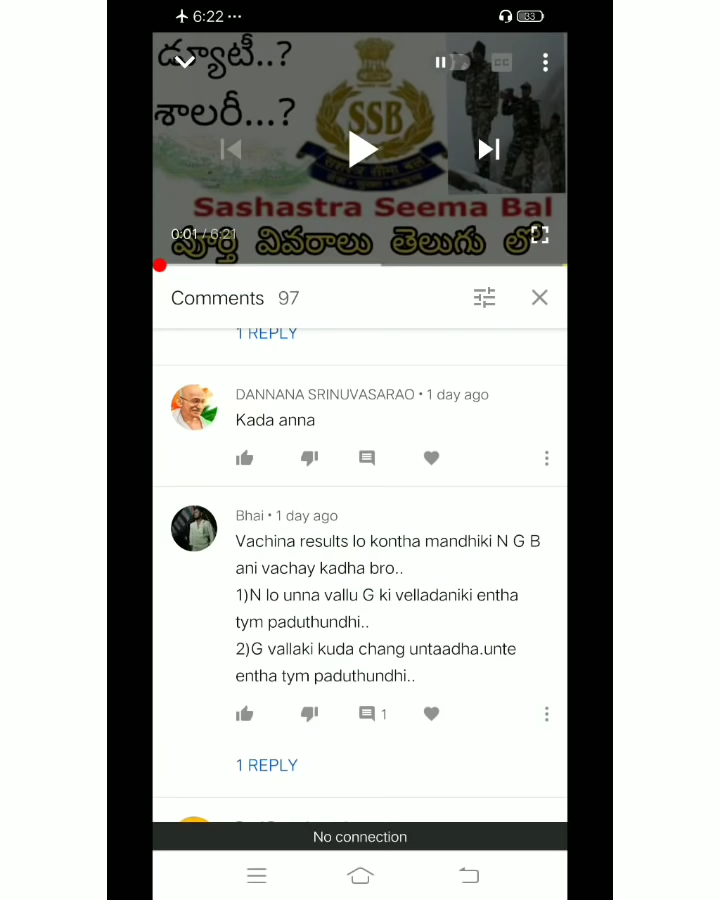 6:22 ...
83
డ్యూటీ..?
CC
శాలరీ...?
SSB
Sashastra Seema Bal
0:01 / 6:21
పూర్తి వివరాలు తెలుగు లో
Comments 97
1 REPLY
DANNANA SRINUVASARAO • 1 day ago
Kada anna
Bhai • 1 day ago
Vachina results lo kontha mandhiki N G B
ani vachay kadha bro..
1)N lo unna vallu G ki velladaniki entha
tym paduthundhi..
2)G vallaki kuda chang untaadha.unte
entha tym paduthundhi..
1
1 REPLY
No connection